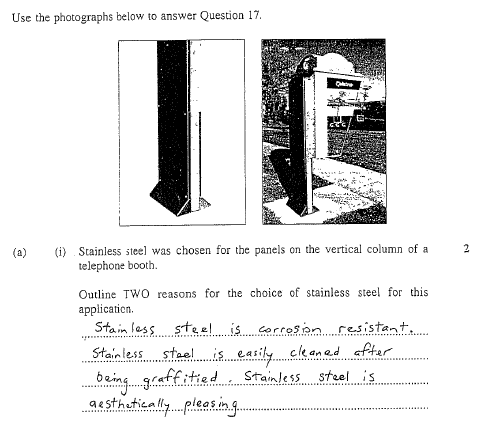 Use the photographs below to answer Question 17.
(a) (i) Stainless steel was chosen for the panels on the vertical column of a 2
telephone booth.
Outline TWO reasons for the choice of stainless steel for this
application.
Stainless steel is corrosion resistant.
Stainless steel is easily cleaned after
being graffitied. Stainless steel is
aesthetically pleasing